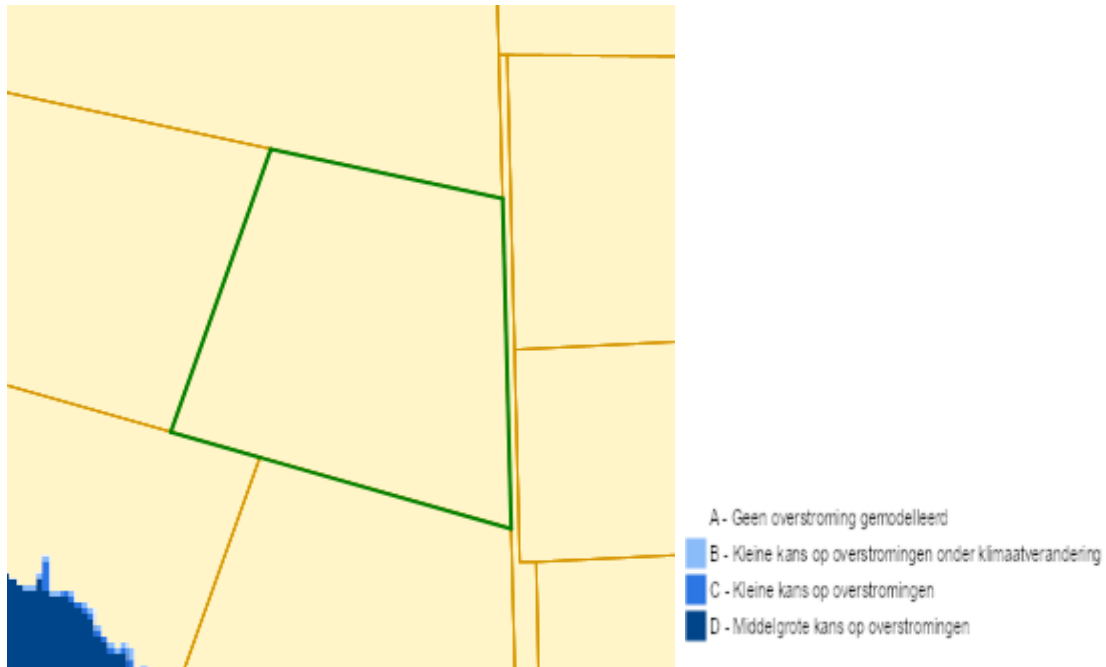 A - Geen overstroming gemodelleerd
B - Kleine kans op overstromingen onder klimaatverandering
C - Kleine kans op overstromingen
D - Middelgrote kans op overstromingen